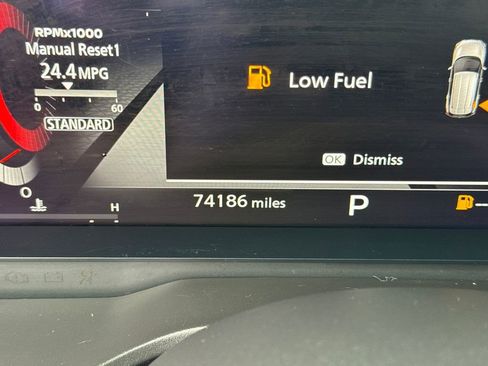 RPMx1000
Manual Reset1
24.4 MPG
0 60
STANDARD
Low Fuel
OK Dismiss
0
H
74186 miles
P
---